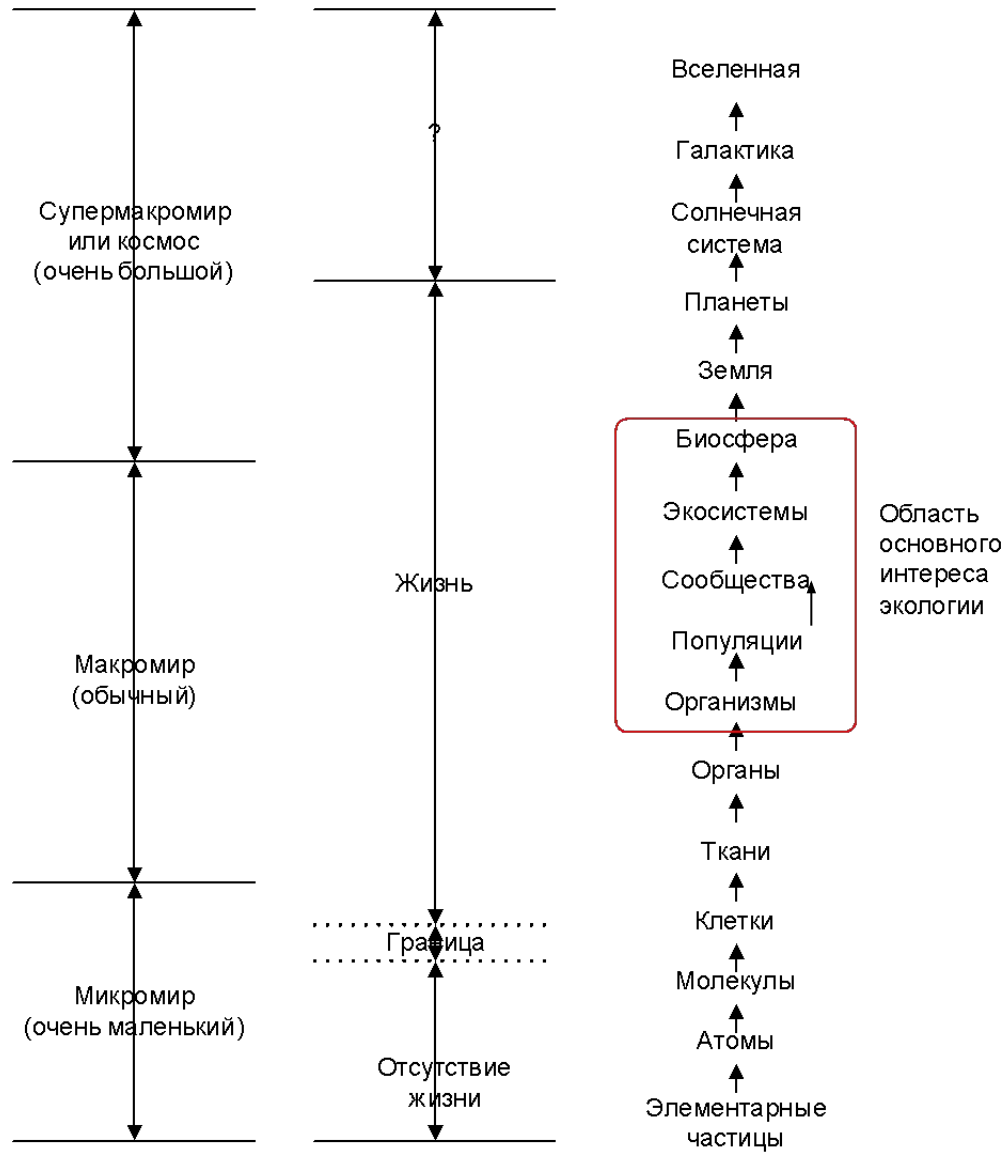 Супермакромир
или космос
(очень большой)
Макромир
(обычный)
Микромир
(очень маленький)
?
Жизнь
Граница
Отсутствие
жизни
Вселенная
Галактика
Солнечная
система
Планеты
Земля
Биосфера
Экосистемы
Сообщества
Популяции
Организмы
Органы
Ткани
Клетки
Молекулы
Атомы
Элементарные
частицы
Область
основного
интереса
экологии